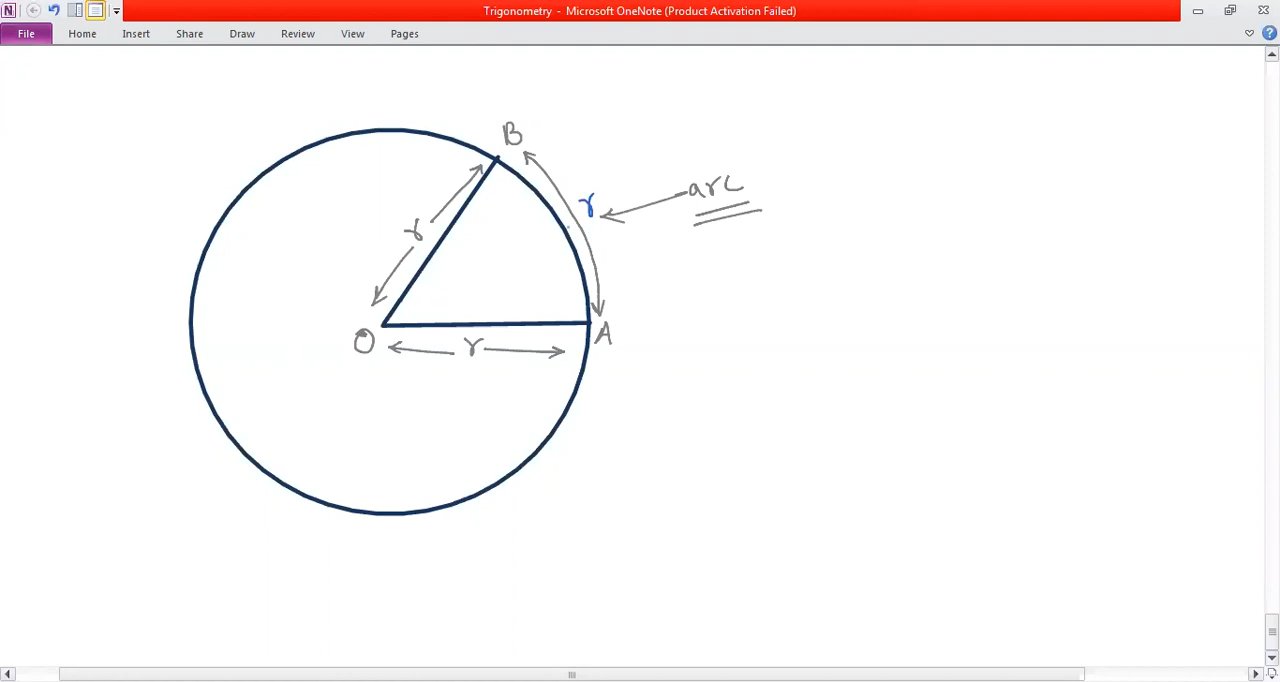 Trigonometry - Microsoft OneNote (Product Activation Failed)
File Home Insert Share Draw Review View Pages
B
r
arc
r
O
r
A